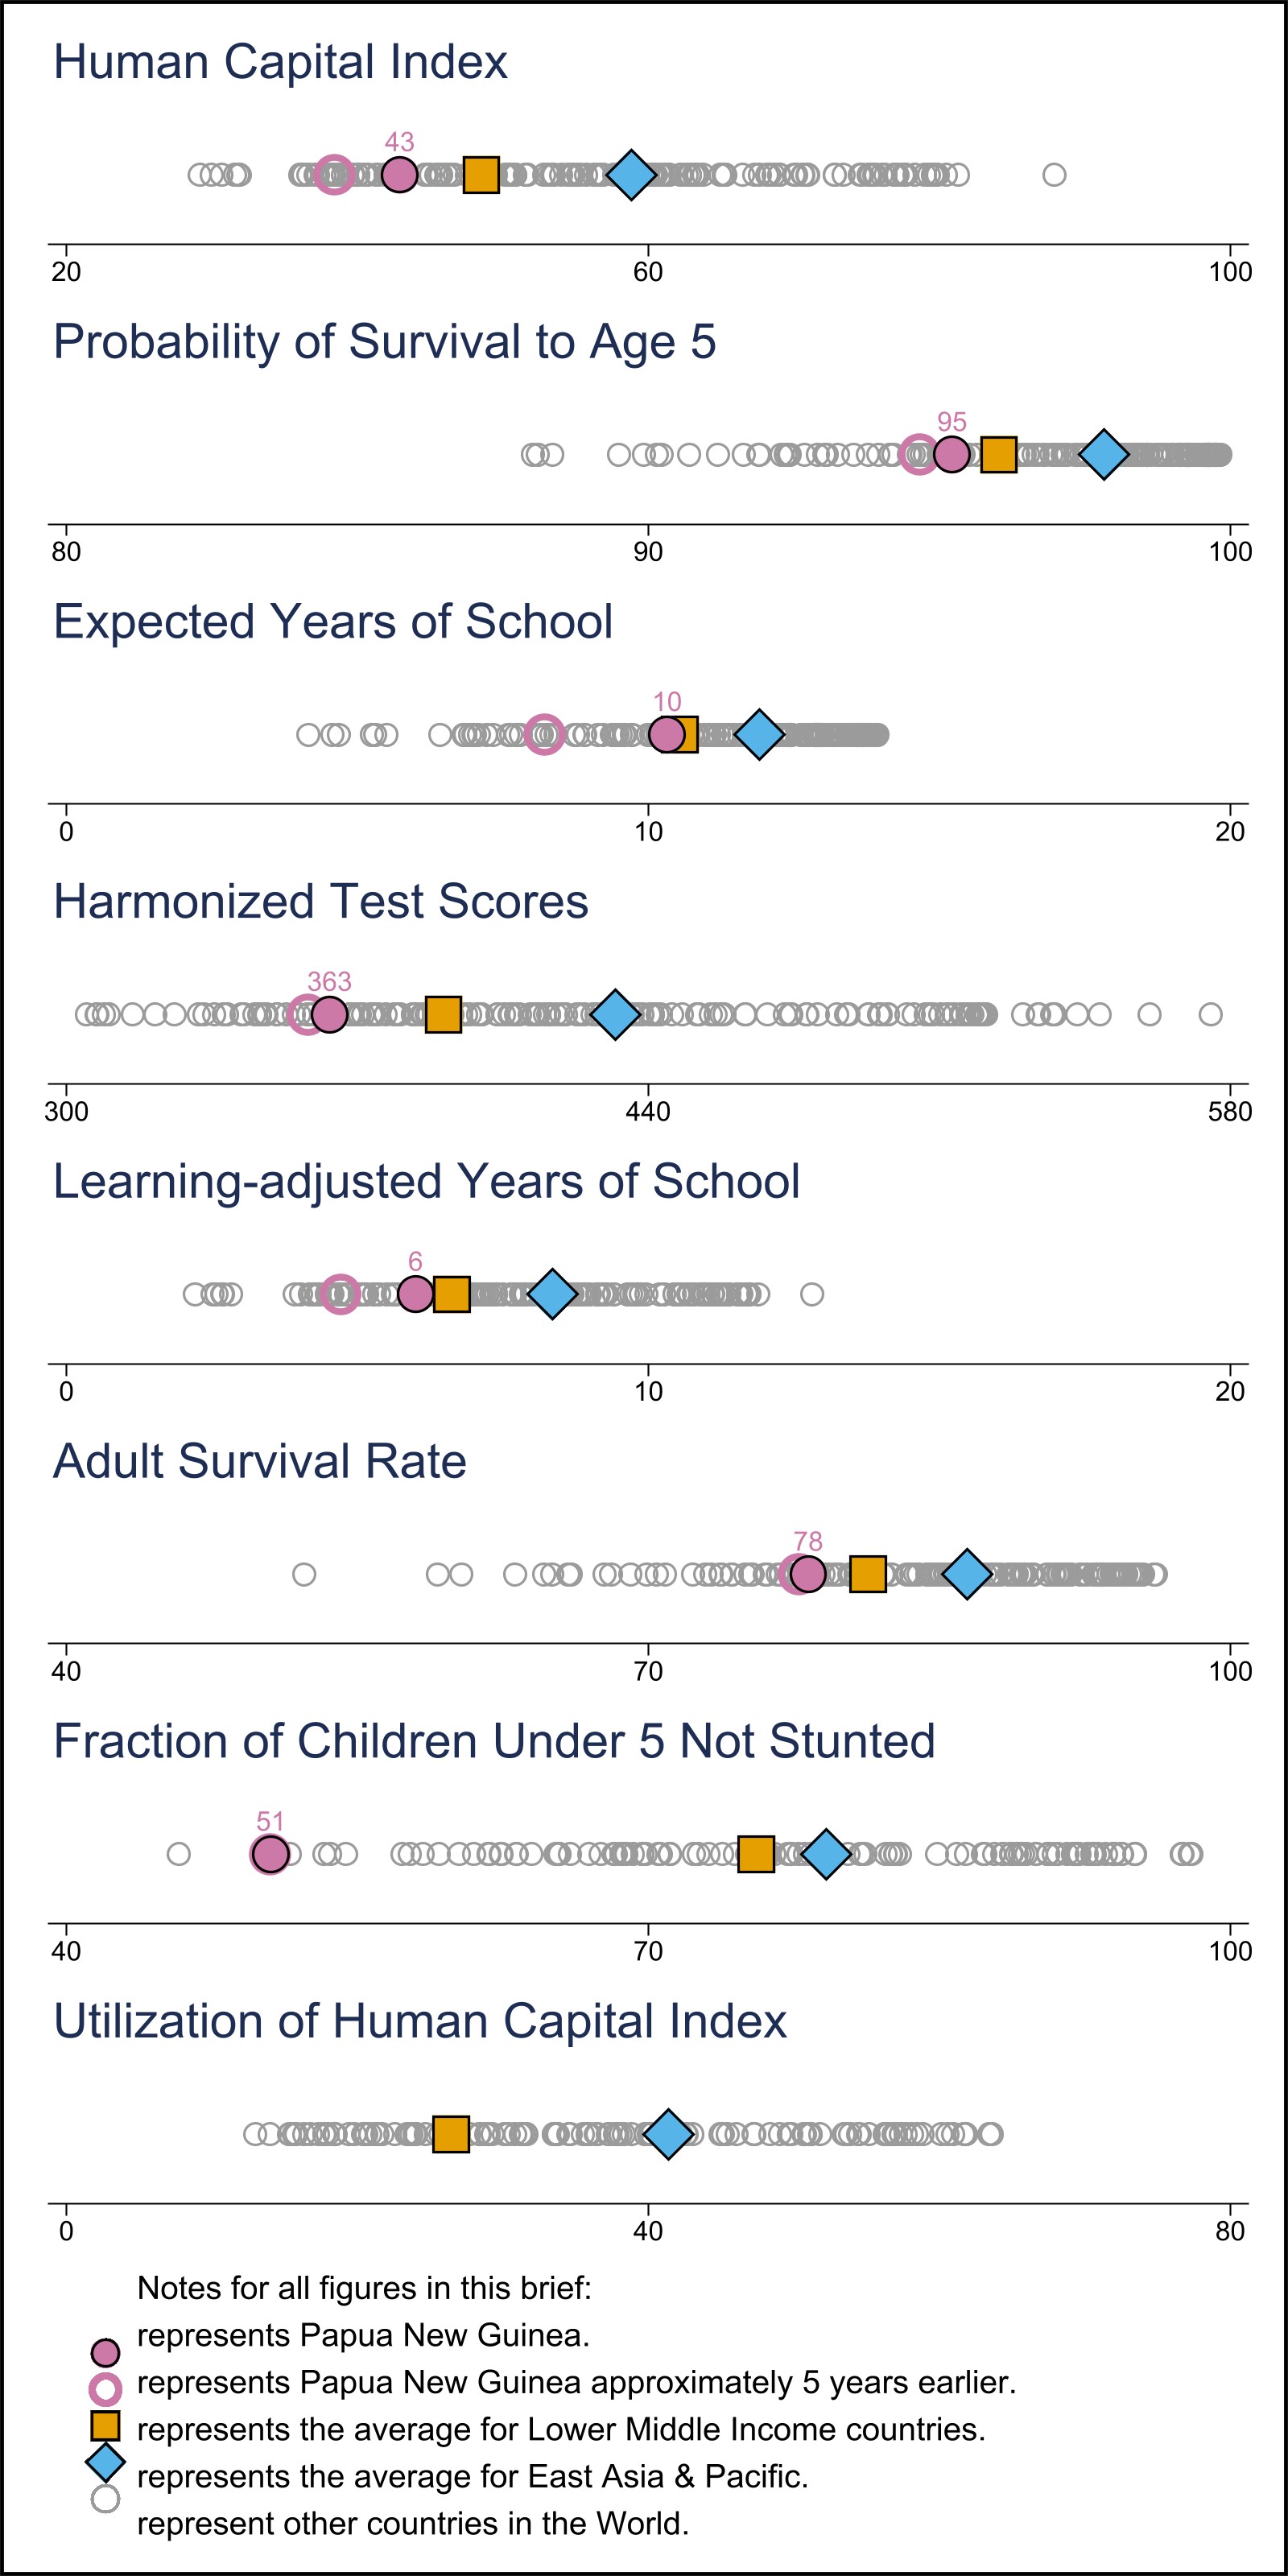 Human Capital Index
43
20 60 100
Probability of Survival to Age 5
95
80 90 100
Expected Years of School
10
0 10 20
Harmonized Test Scores
363
300 440 580
Learning-adjusted Years of School
6
0 10 20
Adult Survival Rate
78
40 70 100
Fraction of Children Under 5 Not Stunted
51
40 70 100
Utilization of Human Capital Index
0 40 80
Notes for all figures in this brief:
represents Papua New Guinea.
represents Papua New Guinea approximately 5 years earlier.
represents the average for Lower Middle Income countries.
represents the average for East Asia & Pacific.
represent other countries in the World.